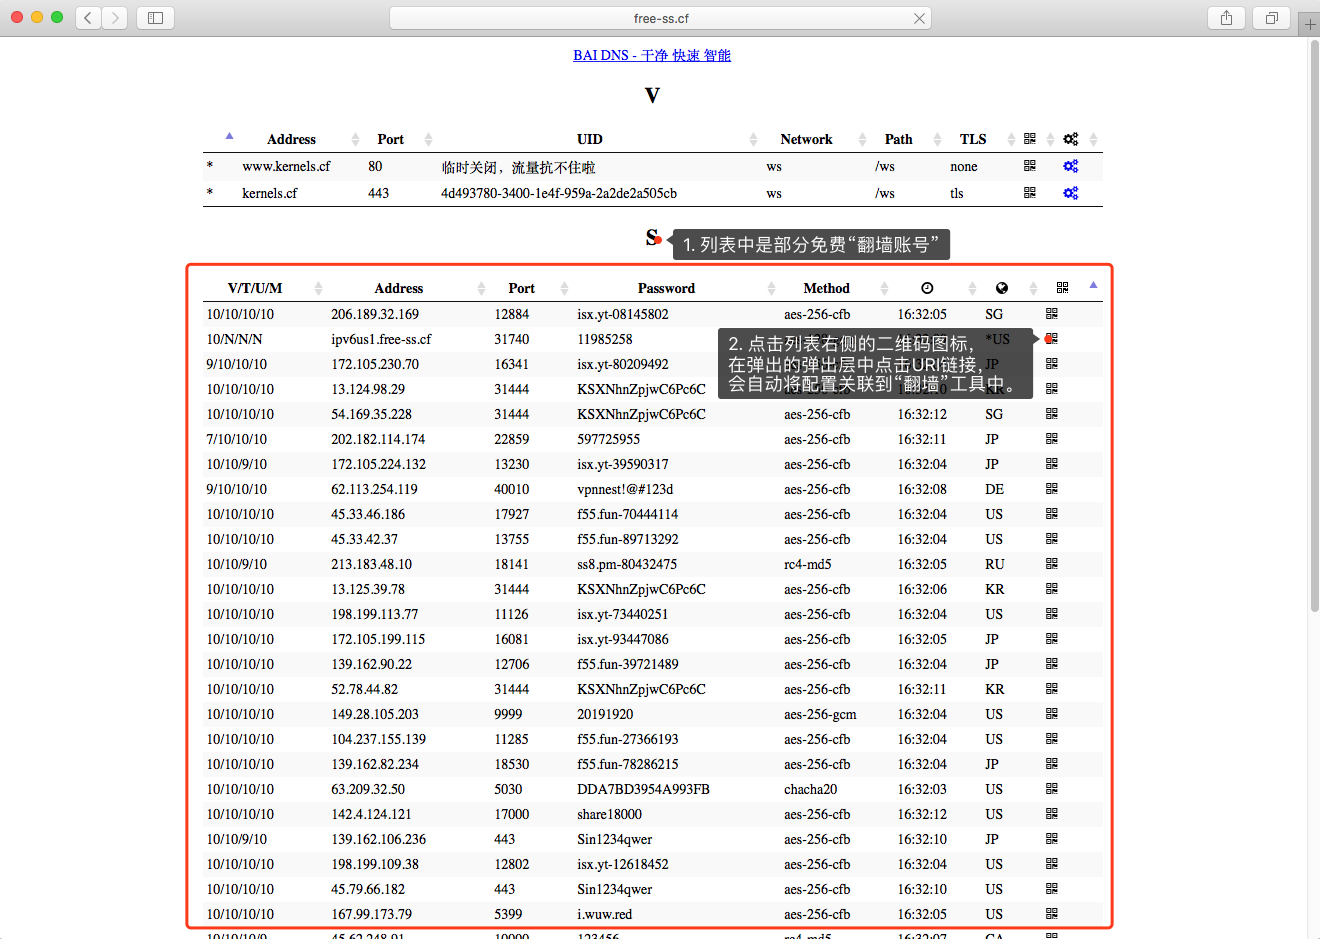 free-ss.cf
BAI DNS - 干净 快速 智能
V
Address Port UID Network Path TLS
* www.kernels.cf 80 临时关闭，流量抗不住啦 ws /ws none
* kernels.cf 443 4d493780-3400-1e4f-959a-2a2de2a505cb ws /ws tls
S
1. 列表中是部分免费“翻墙账号”
V/T/U/M Address Port Password Method
10/10/10/10 206.189.32.169 12884 isx.yt-08145802 aes-256-cfb 16:32:05 SG
10/N/N/N ipv6us1.free-ss.cf 31740 11985258 *US
2. 点击列表右侧的二维码图标，
在弹出的弹出层中点击URI链接，
会自动将配置关联到“翻墙”工具中。
9/10/10/10 172.105.230.70 16341 isx.yt-80209492 JP
10/10/10/10 13.124.98.29 31444 KSXNhnZpjwC6Pc6C aes-256-cfb 16:32:10 KR
10/10/10/10 54.169.35.228 31444 KSXNhnZpjwC6Pc6C aes-256-cfb 16:32:12 SG
7/10/10/10 202.182.114.174 22859 597725955 aes-256-cfb 16:32:11 JP
10/10/9/10 172.105.224.132 13230 isx.yt-39590317 aes-256-cfb 16:32:04 JP
9/10/10/10 62.113.254.119 40010 vpnnest!@#123d aes-256-cfb 16:32:08 DE
10/10/10/10 45.33.46.186 17927 f55.fun-70444114 aes-256-cfb 16:32:04 US
10/10/10/10 45.33.42.37 13755 f55.fun-89713292 aes-256-cfb 16:32:04 US
10/10/9/10 213.183.48.10 18141 ss8.pm-80432475 rc4-md5 16:32:05 RU
10/10/10/10 13.125.39.78 31444 KSXNhnZpjwC6Pc6C aes-256-cfb 16:32:06 KR
10/10/10/10 198.199.113.77 11126 isx.yt-73440251 aes-256-cfb 16:32:04 US
10/10/10/10 172.105.199.115 16081 isx.yt-93447086 aes-256-cfb 16:32:05 JP
10/10/10/10 139.162.90.22 12706 f55.fun-39721489 aes-256-cfb 16:32:04 JP
10/10/10/10 52.78.44.82 31444 KSXNhnZpjwC6Pc6C aes-256-cfb 16:32:11 KR
10/10/10/10 149.28.105.203 9999 20191920 aes-256-gcm 16:32:04 US
10/10/10/10 104.237.155.139 11285 f55.fun-27366193 aes-256-cfb 16:32:04 US
10/10/10/10 139.162.82.234 18530 f55.fun-78286215 aes-256-cfb 16:32:04 JP
10/10/10/10 63.209.32.50 5030 DDA7BD3954A993FB chacha20 16:32:03 US
10/10/10/10 142.4.124.121 17000 share18000 aes-256-cfb 16:32:12 US
10/10/9/10 139.162.106.236 443 Sin1234qwer aes-256-cfb 16:32:10 JP
10/10/10/10 198.199.109.38 12802 isx.yt-12618452 aes-256-cfb 16:32:04 US
10/10/10/10 45.79.66.182 443 Sin1234qwer aes-256-cfb 16:32:10 US
10/10/10/10 167.99.173.79 5399 i.wuw.red aes-256-cfb 16:32:05 US